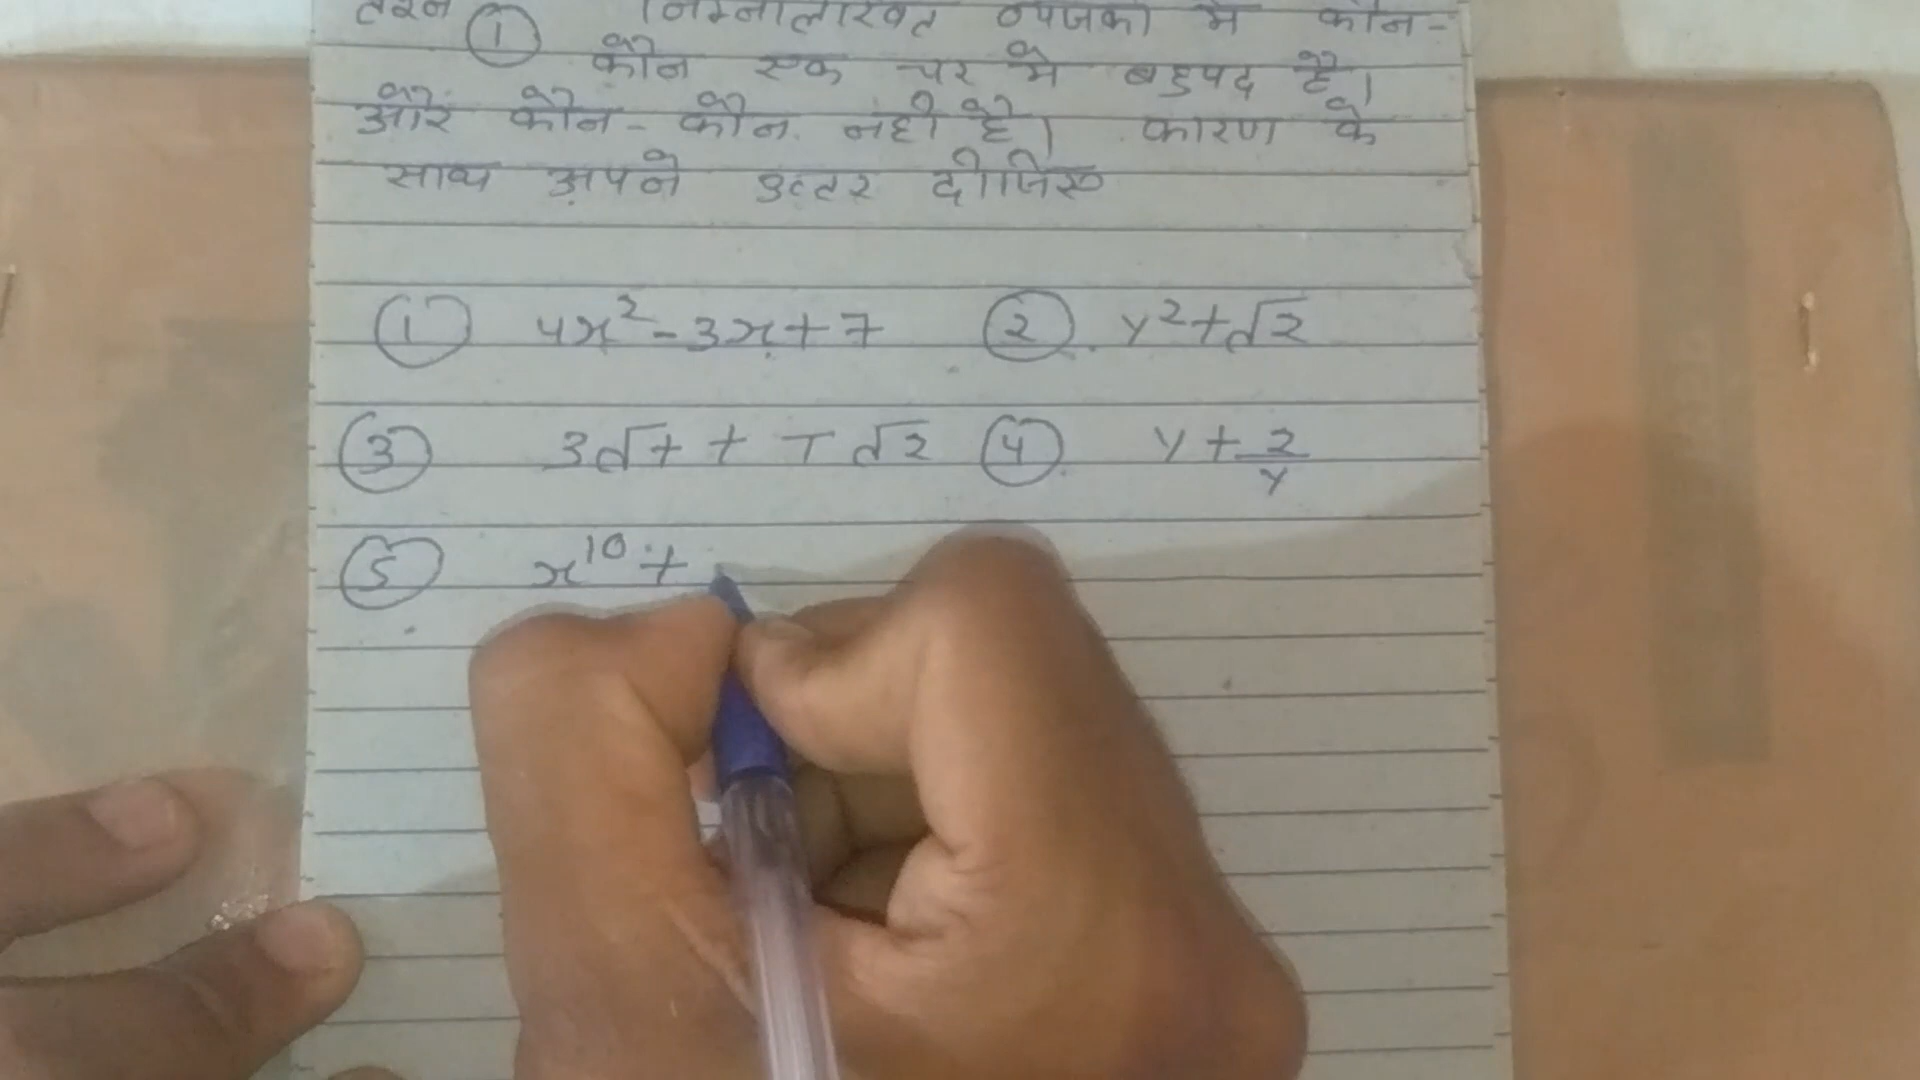 प्रश्न ① निम्नलिखित व्यंजकों में कौन-
कौन एक चर में बहुपद है।
और कौन-कौन नहीं है। कारण के
साथ अपने उत्तर दीजिए
① 4x² - 3x + 7 ② y² + √2
③ 3√t + t√2 ④ y + 2/y
⑤ x¹⁰ +